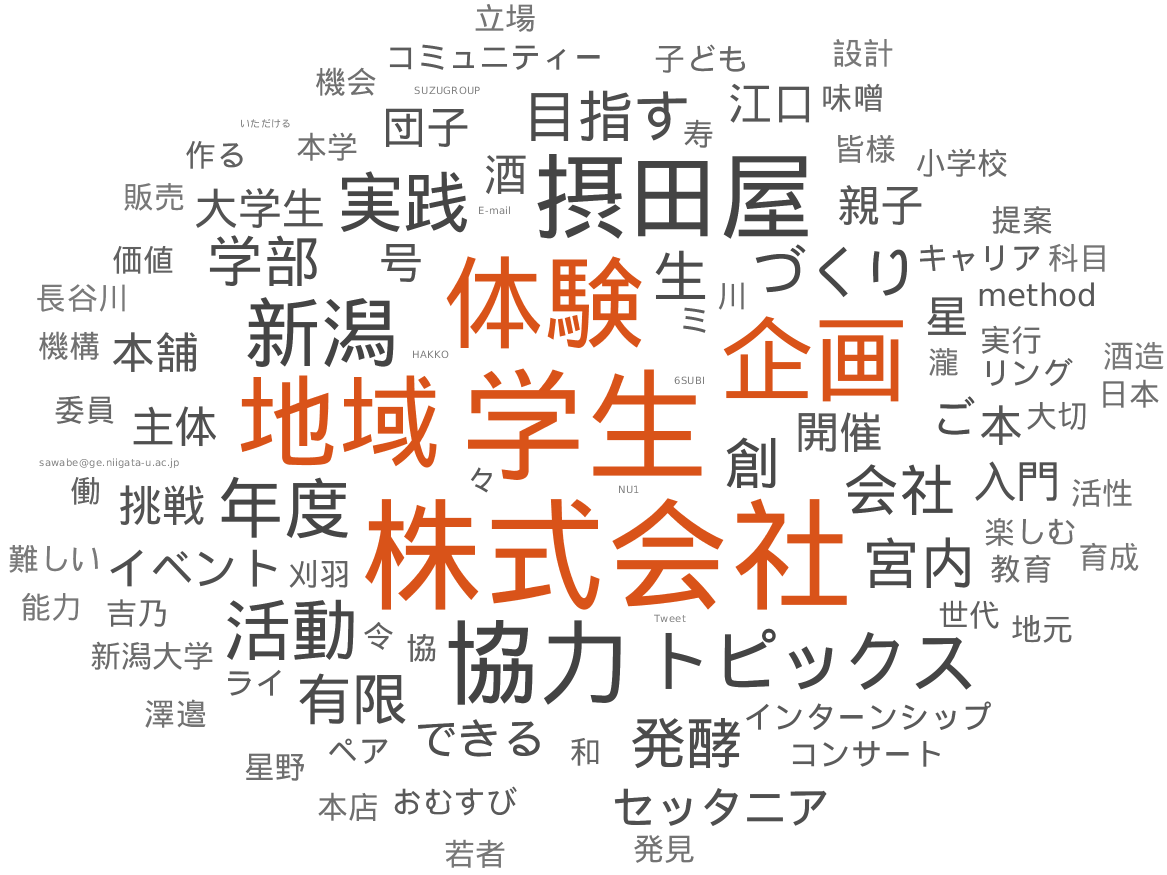 立場
コミュニティー
子ども
設計
機会
SUZUGROUP
目指す
江口
味噌
いただける
団子
寿
作る
本学
酒
皆様
小学校
販売
大学生
実践
E-mail
摂田屋
親子
提案
価値
学部
号
体験
生
づくり
キャリア
科目
長谷川
新潟
川
ミ
星
method
機構
本舗
HAKKO
企画
瀧
実行
リング
酒造
日本
委員
主体
地域
学生
6SUBI
開催
ご
本
大切
sawabe@ge.niigata-u.ac.jp
働
挑戦
年度
々
NU1
創
会社
入門
活性
難しい
イベント
刈羽
株式会社
宮内
楽しむ
教育
育成
能力
吉乃
活動
令
協
Tweet
世代
地元
新潟大学
ライ
有限
協力
トピックス
澤邉
星野
ペア
できる
和
発酵
インターンシップ
コンサート
本店
おむすび
セッタニア
若者
発見